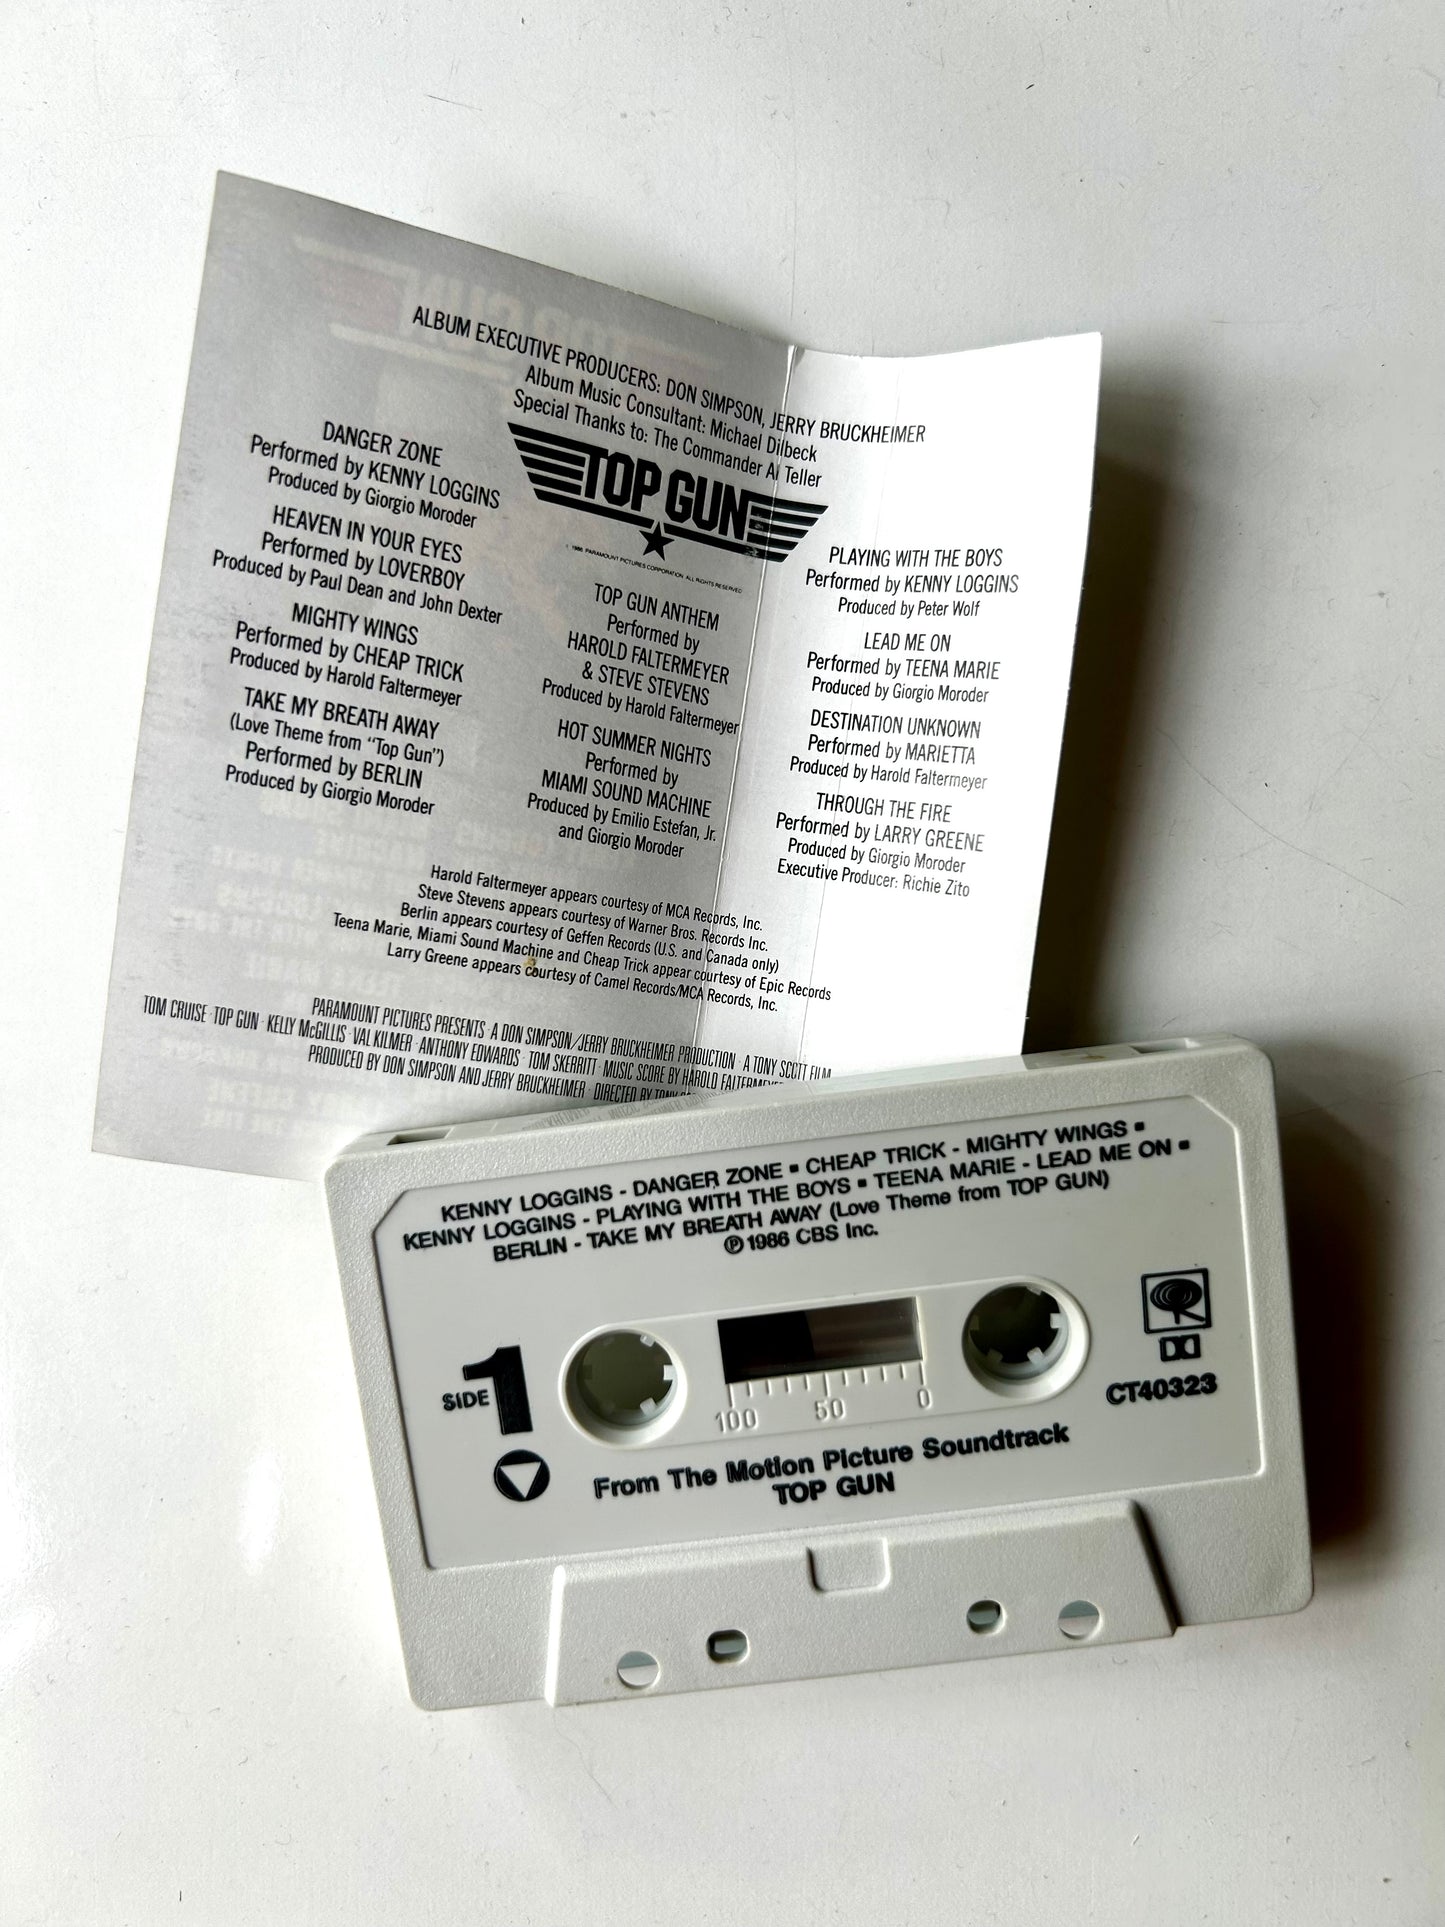 ALBUM EXECUTIVE PRODUCERS: DON SIMPSON, JERRY BRUCKHEIMER
Album Music Consultant: Michael Dilbeck
Special Thanks to: The Commander Al Teller
TOP GUN
© 1986 PARAMOUNT PICTURES CORPORATION. ALL RIGHTS RESERVED.
DANGER ZONE
Performed by KENNY LOGGINS
Produced by Giorgio Moroder
HEAVEN IN YOUR EYES
Performed by LOVERBOY
Produced by Paul Dean and John Dexter
MIGHTY WINGS
Performed by CHEAP TRICK
Produced by Harold Faltermeyer
TAKE MY BREATH AWAY
(Love Theme from "Top Gun")
Performed by BERLIN
Produced by Giorgio Moroder
TOP GUN ANTHEM
Performed by
HAROLD FALTERMEYER
& STEVE STEVENS
Produced by Harold Faltermeyer
HOT SUMMER NIGHTS
Performed by
MIAMI SOUND MACHINE
Produced by Emilio Estefan, Jr.
and Giorgio Moroder
PLAYING WITH THE BOYS
Performed by KENNY LOGGINS
Produced by Peter Wolf
LEAD ME ON
Performed by TEENA MARIE
Produced by Giorgio Moroder
DESTINATION UNKNOWN
Performed by MARIETTA
Produced by Harold Faltermeyer
THROUGH THE FIRE
Performed by LARRY GREENE
Produced by Giorgio Moroder
Executive Producer: Richie Zito
Harold Faltermeyer appears courtesy of MCA Records, Inc.
Steve Stevens appears courtesy of Warner Bros. Records Inc.
Berlin appears courtesy of Geffen Records (U.S. and Canada only)
Teena Marie, Miami Sound Machine and Cheap Trick appear courtesy of Epic Records
Larry Greene appears courtesy of Camel Records/MCA Records, Inc.
PARAMOUNT PICTURES PRESENTS · A DON SIMPSON/JERRY BRUCKHEIMER PRODUCTION · A TONY SCOTT FILM
TOM CRUISE · TOP GUN · KELLY McGILLIS · VAL KILMER · ANTHONY EDWARDS · TOM SKERRITT · MUSIC SCORE BY HAROLD FALTERMEYER
PRODUCED BY DON SIMPSON AND JERRY BRUCKHEIMER · DIRECTED BY TONY
KENNY LOGGINS - DANGER ZONE ▪ CHEAP TRICK - MIGHTY WINGS ▪
KENNY LOGGINS - PLAYING WITH THE BOYS ▪ TEENA MARIE - LEAD ME ON ▪
BERLIN - TAKE MY BREATH AWAY (Love Theme from TOP GUN)
℗ 1986 CBS Inc.
SIDE 1
100 50 0
CT40323
From The Motion Picture Soundtrack
TOP GUN